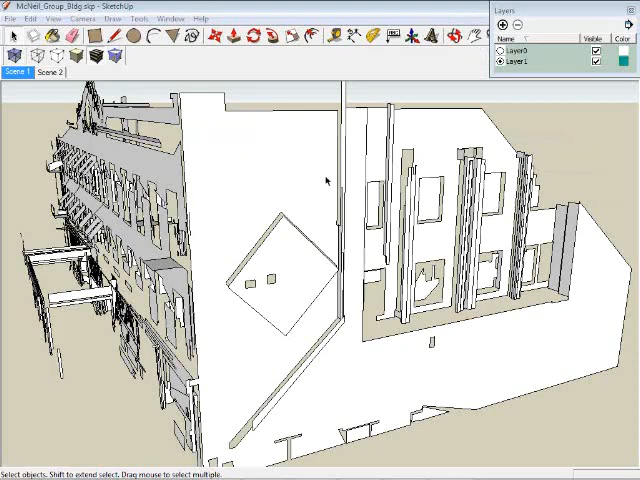 McNeil_Group_Bldg.skp - SketchUp
File Edit View Camera Draw Tools Window Help
Scene 1 Scene 2
Layers
Name Visible Color
Layer0
Layer1
Select objects. Shift to extend select. Drag mouse to select multiple.